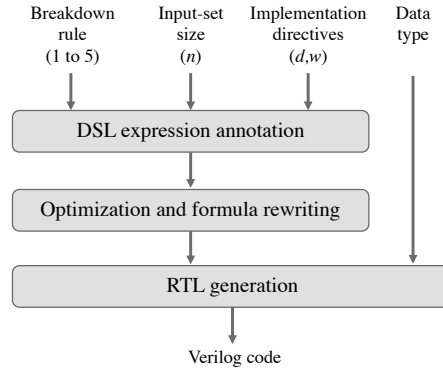 Breakdown
rule
(1 to 5)
Input-set
size
(n)
Implementation
directives
(d,w)
Data
type
DSL expression annotation
Optimization and formula rewriting
RTL generation
Verilog code